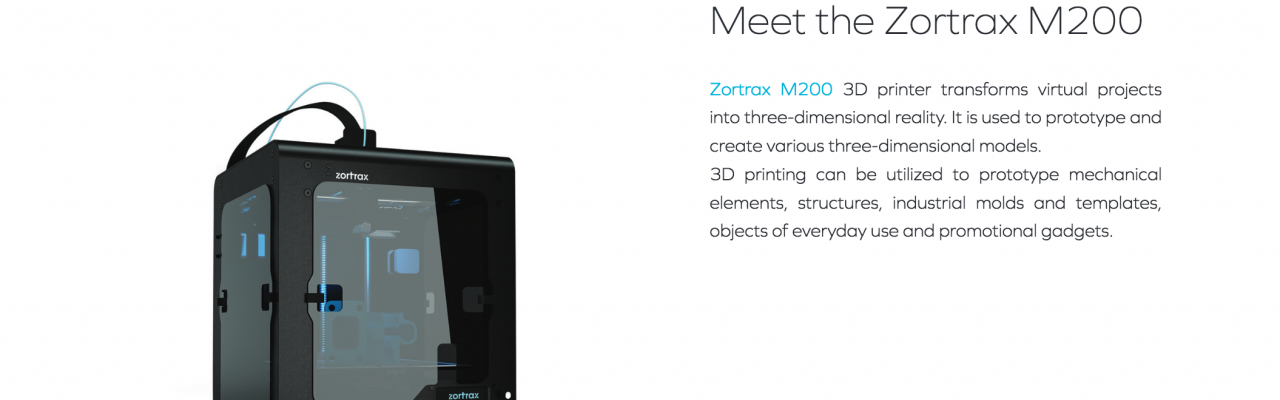 Meet the Zortrax M200
Zortrax M200 3D printer transforms virtual projects
into three-dimensional reality. It is used to prototype and
create various three-dimensional models.
3D printing can be utilized to prototype mechanical
elements, structures, industrial molds and templates,
objects of everyday use and promotional gadgets.
zortrax
zortrax